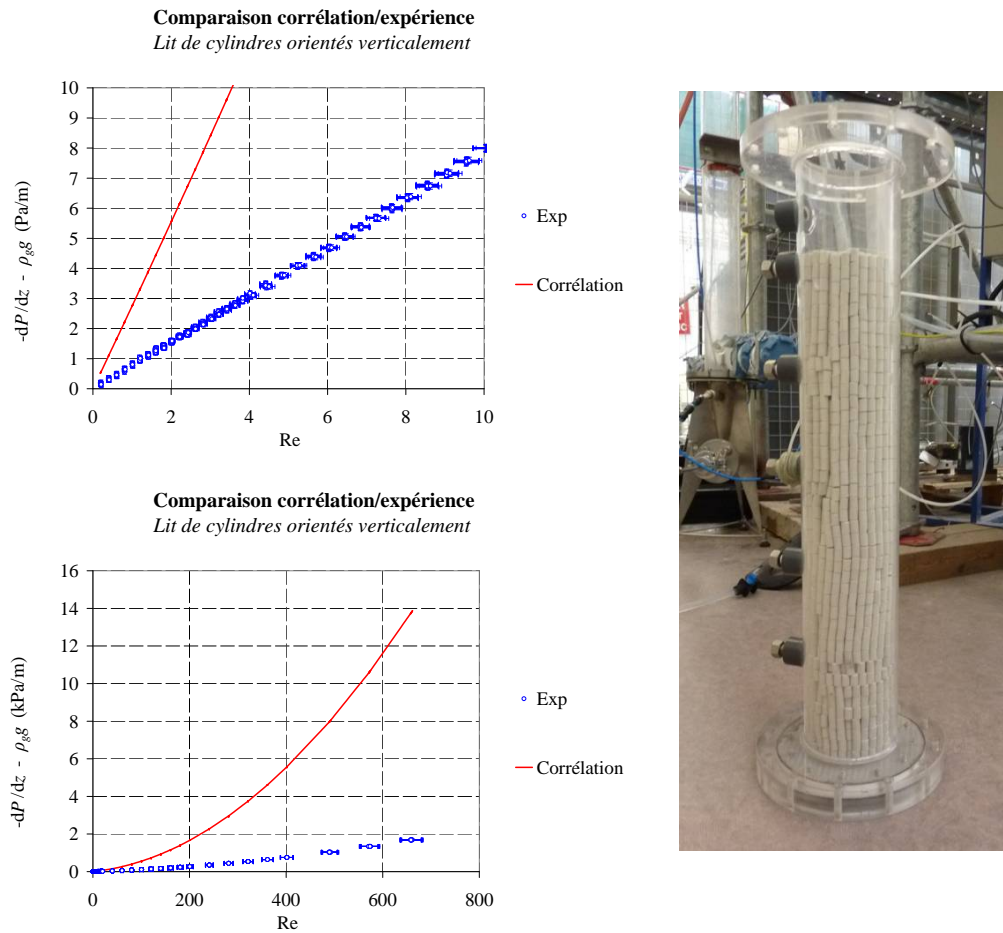 Comparaison corrélation/expérience
Lit de cylindres orientés verticalement
10
9
8
7
6
5
4
3
2
1
0
-dP/dz - ρgg (Pa/m)
0 2 4 6 8 10
Re
Exp
Corrélation
Comparaison corrélation/expérience
Lit de cylindres orientés verticalement
16
14
12
10
8
6
4
2
0
-dP/dz - ρgg (kPa/m)
0 200 400 600 800
Re
Exp
Corrélation